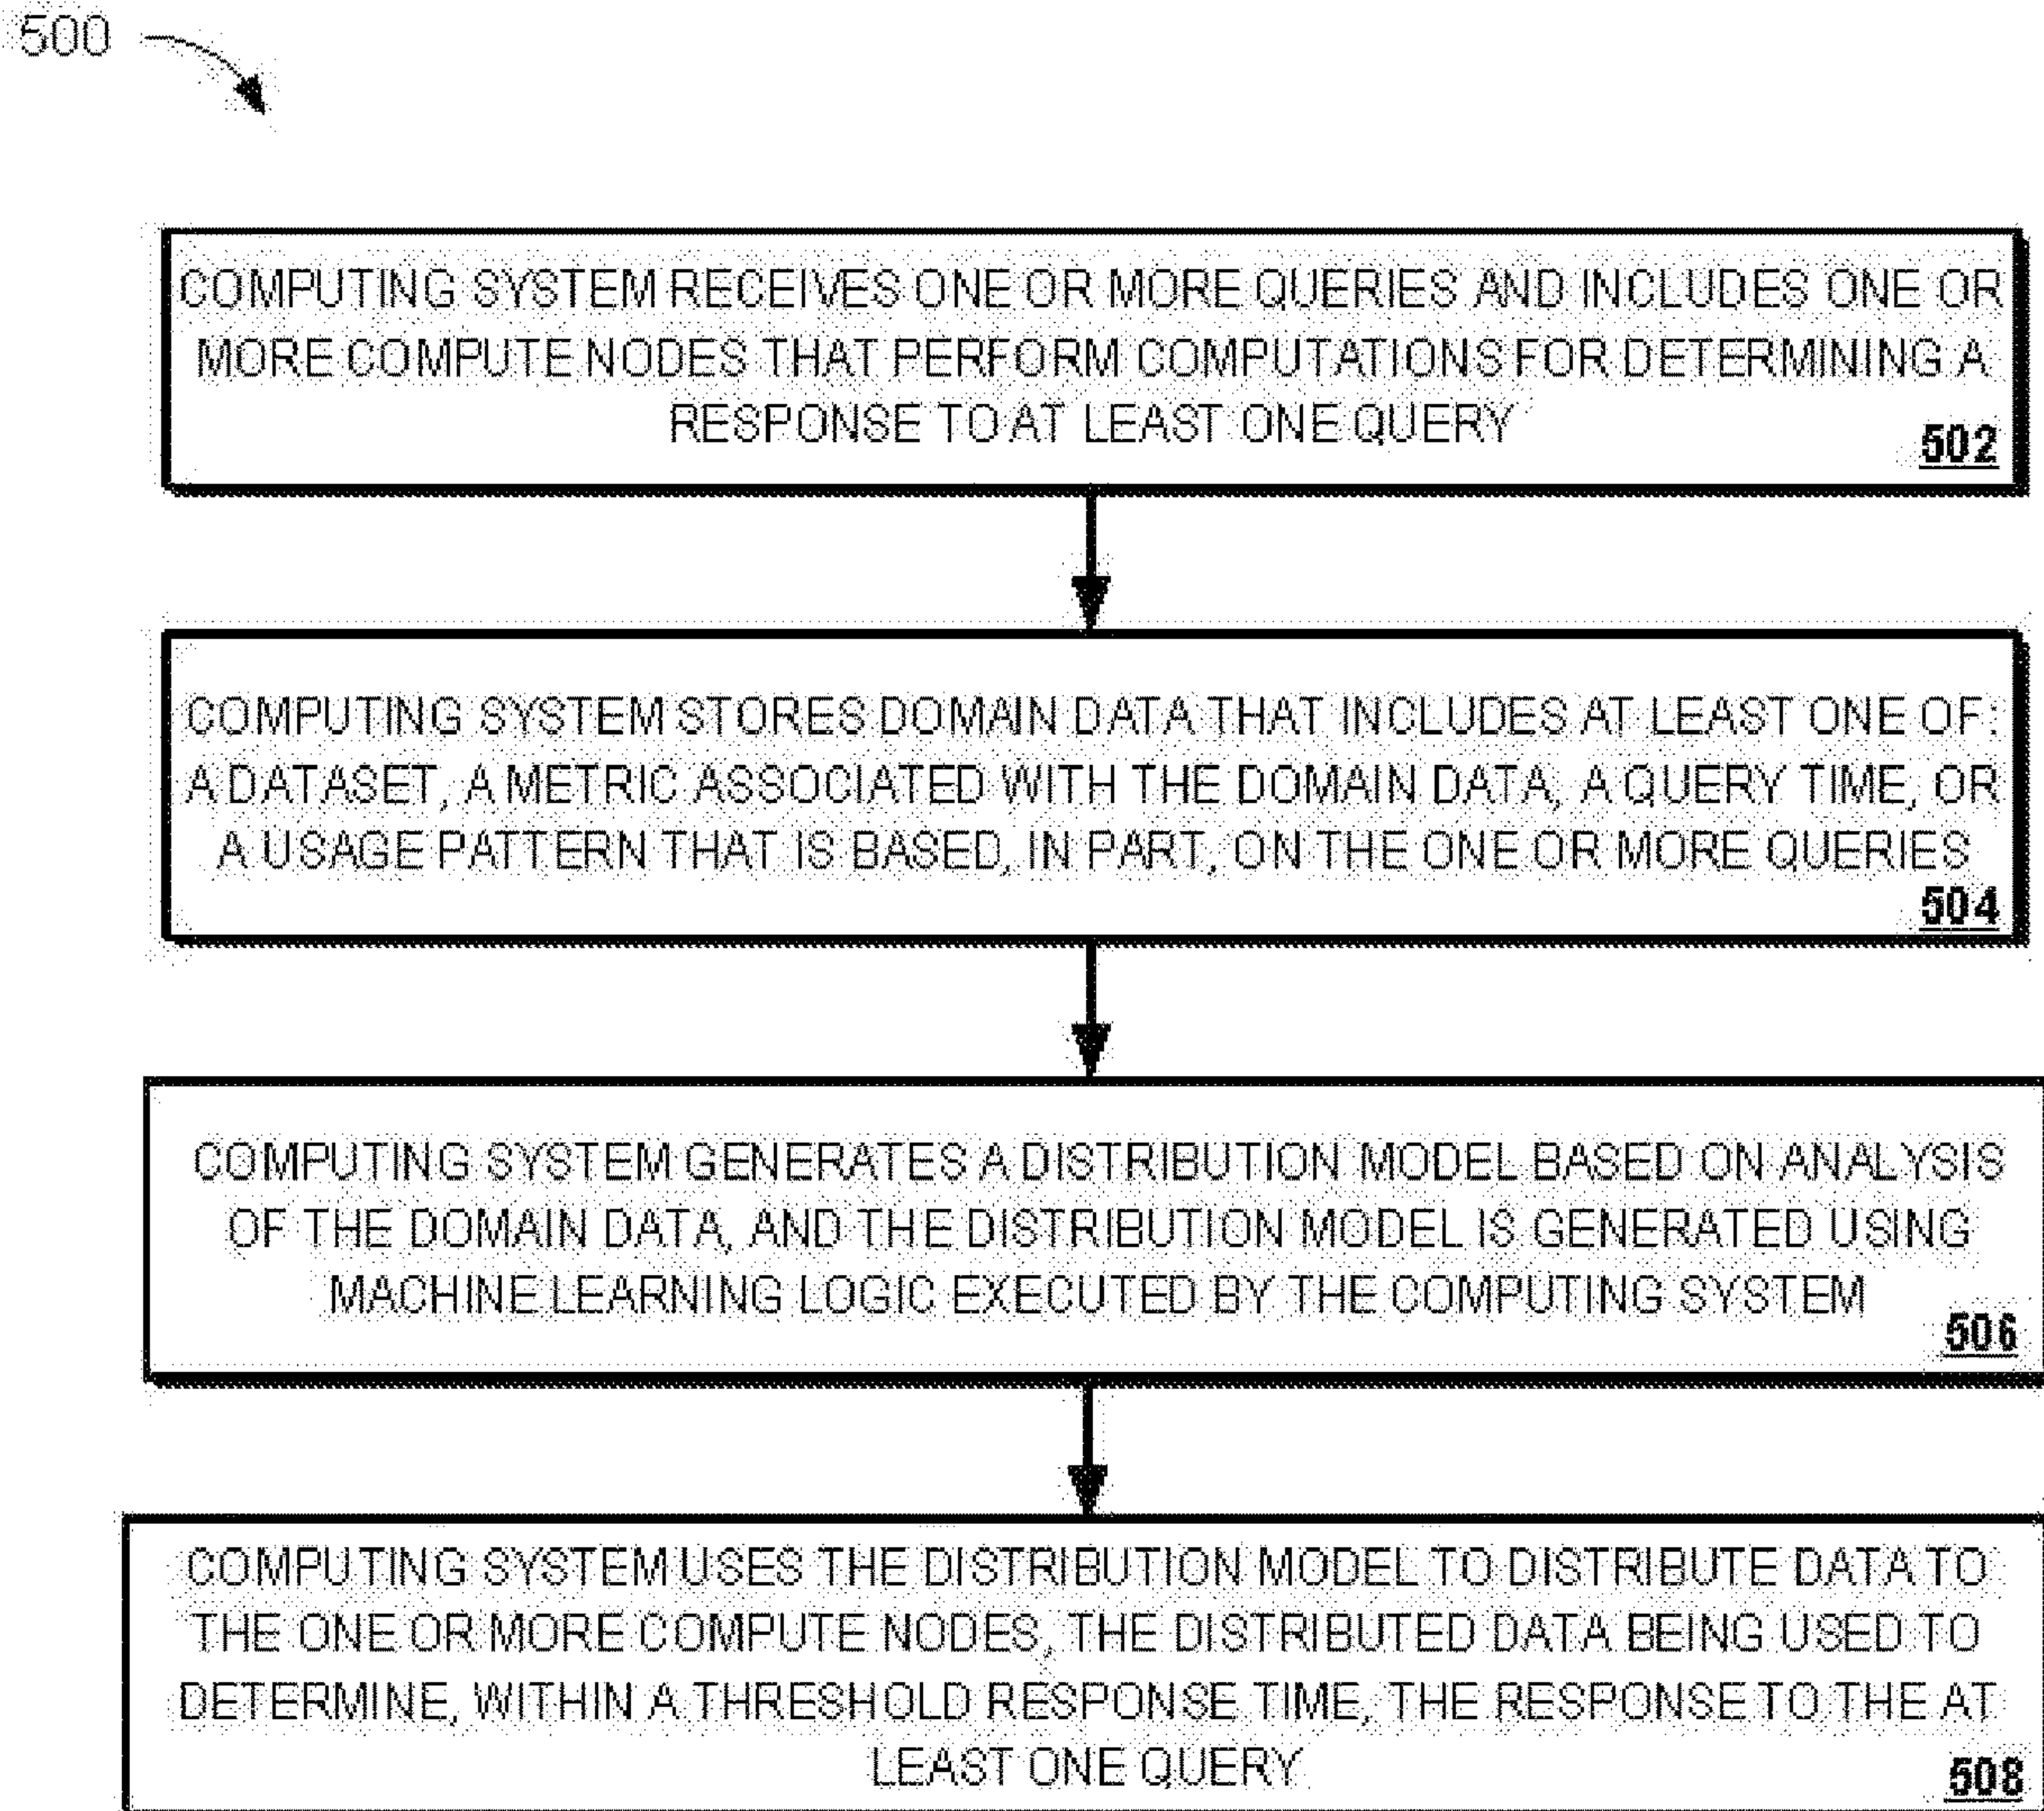 500
COMPUTING SYSTEM RECEIVES ONE OR MORE QUERIES AND INCLUDES ONE OR
MORE COMPUTE NODES THAT PERFORM COMPUTATIONS FOR DETERMINING A
RESPONSE TO AT LEAST ONE QUERY
502
COMPUTING SYSTEM STORES DOMAIN DATA THAT INCLUDES AT LEAST ONE OF:
A DATASET, A METRIC ASSOCIATED WITH THE DOMAIN DATA, A QUERY TIME, OR
A USAGE PATTERN THAT IS BASED, IN PART, ON THE ONE OR MORE QUERIES
504
COMPUTING SYSTEM GENERATES A DISTRIBUTION MODEL BASED ON ANALYSIS
OF THE DOMAIN DATA, AND THE DISTRIBUTION MODEL IS GENERATED USING
MACHINE LEARNING LOGIC EXECUTED BY THE COMPUTING SYSTEM
506
COMPUTING SYSTEM USES THE DISTRIBUTION MODEL TO DISTRIBUTE DATA TO
THE ONE OR MORE COMPUTE NODES, THE DISTRIBUTED DATA BEING USED TO
DETERMINE, WITHIN A THRESHOLD RESPONSE TIME, THE RESPONSE TO THE AT
LEAST ONE QUERY
508